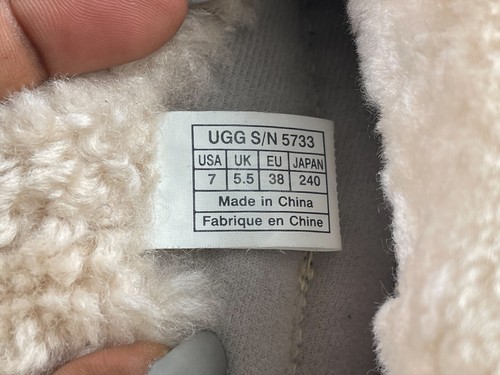 UGG S/N 5733
USA UK EU JAPAN
7 5.5 38 240
Made in China
Fabrique en Chine